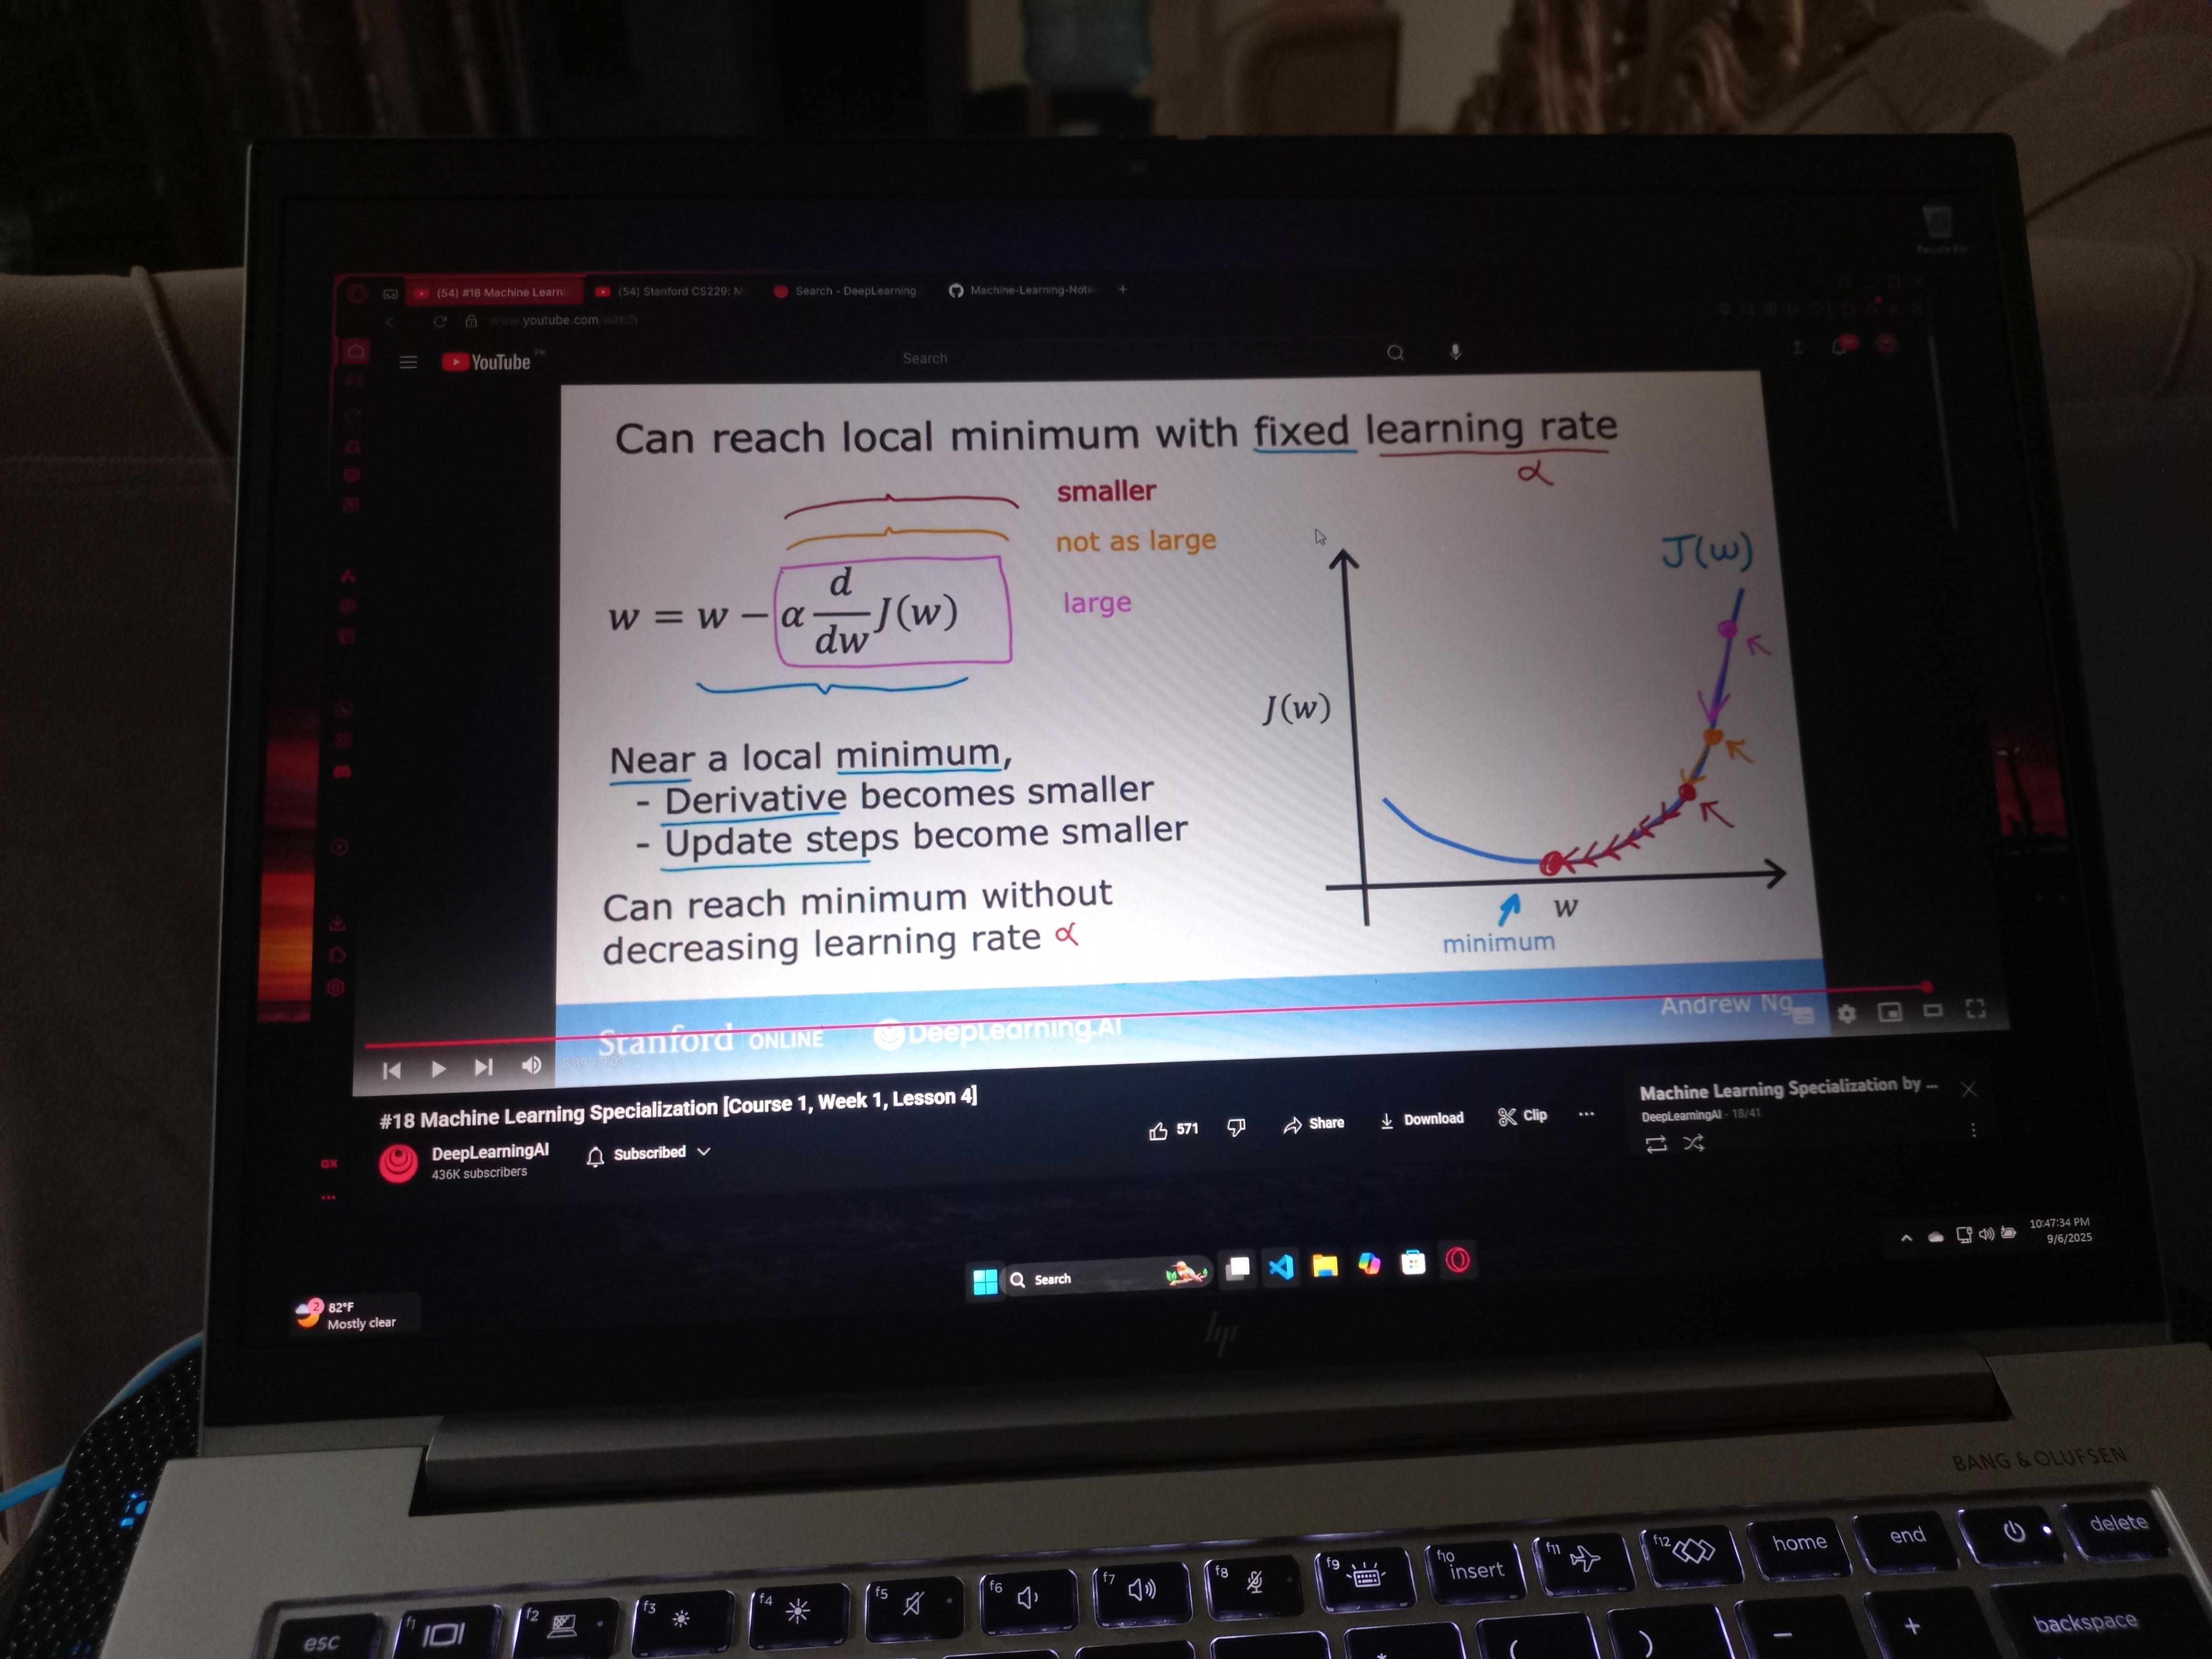 Recycle Bin
(54) #18 Machine Learn
(54) Stanford CS229: M
Search - DeepLearning
Machine-Learning-Note
+
www.youtube.com/watch
YouTube PK
Search
9+
Can reach local minimum with fixed learning rate
α
smaller
not as large
large
w = w − α d/dw J(w)
Near a local minimum,
- Derivative becomes smaller
- Update steps become smaller
Can reach minimum without
decreasing learning rate α
J(w)
J(w)
w
minimum
Stanford ONLINE
DeepLearning.AI
Andrew Ng
8:39 / 9:03
#18 Machine Learning Specialization [Course 1, Week 1, Lesson 4]
DeepLearningAI
436K subscribers
Subscribed
571
Share
Download
Clip
...
Machine Learning Specialization by ...
DeepLearningAI - 18/41
GX
...
2
82°F
Mostly clear
Search
10:47:34 PM
9/6/2025
hp
BANG & OLUFSEN
esc
f1
f2
f3
f4
f5
f6
f7
f8
f9
f10 insert
f11
f12
home
end
delete
(
)
−
+
backspace